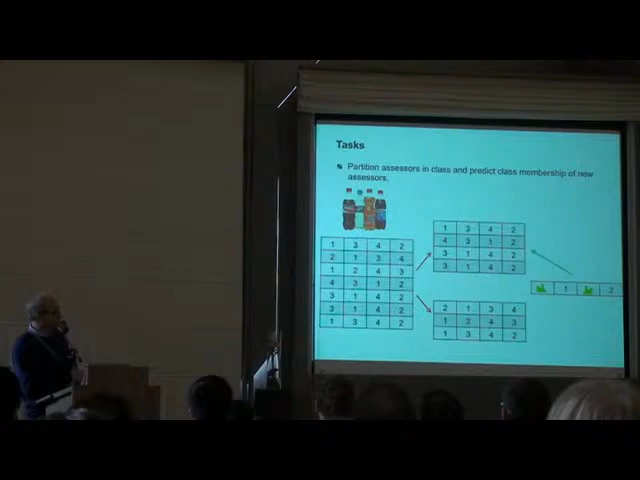 Tasks
Partition assessors in class and predict class membership of new
assessors.
1 3 4 2
2 1 3 4
1 2 4 3
4 3 1 2
3 1 4 2
3 1 4 2
1 3 4 2
1 3 4 2
4 3 1 2
3 1 4 2
3 1 4 2
1 2
2 1 3 4
1 2 4 3
1 3 4 2